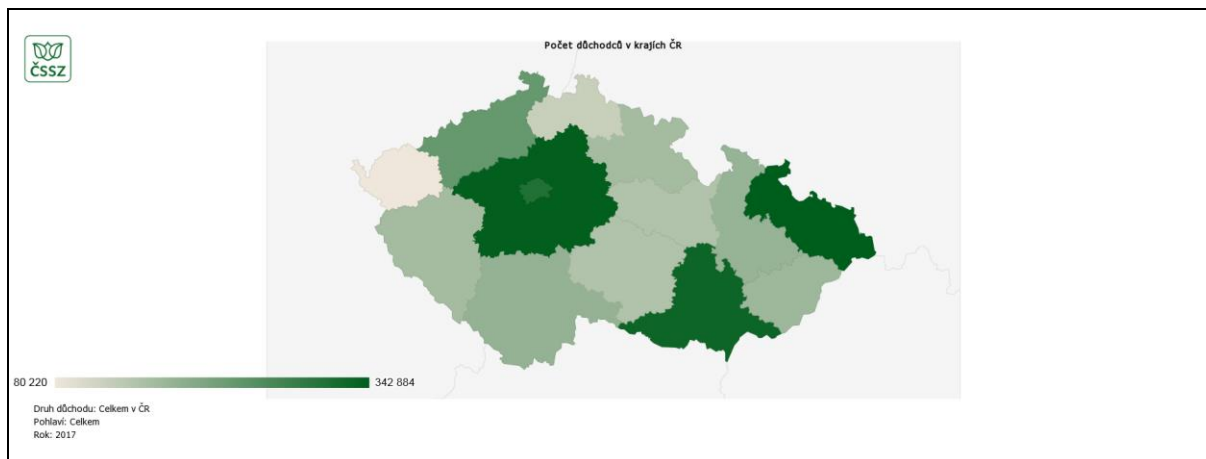 Počet důchodců v krajích ČR
ČSSZ
80 220
342 884
Druh důchodu: Celkem v ČR
Pohlaví: Celkem
Rok: 2017